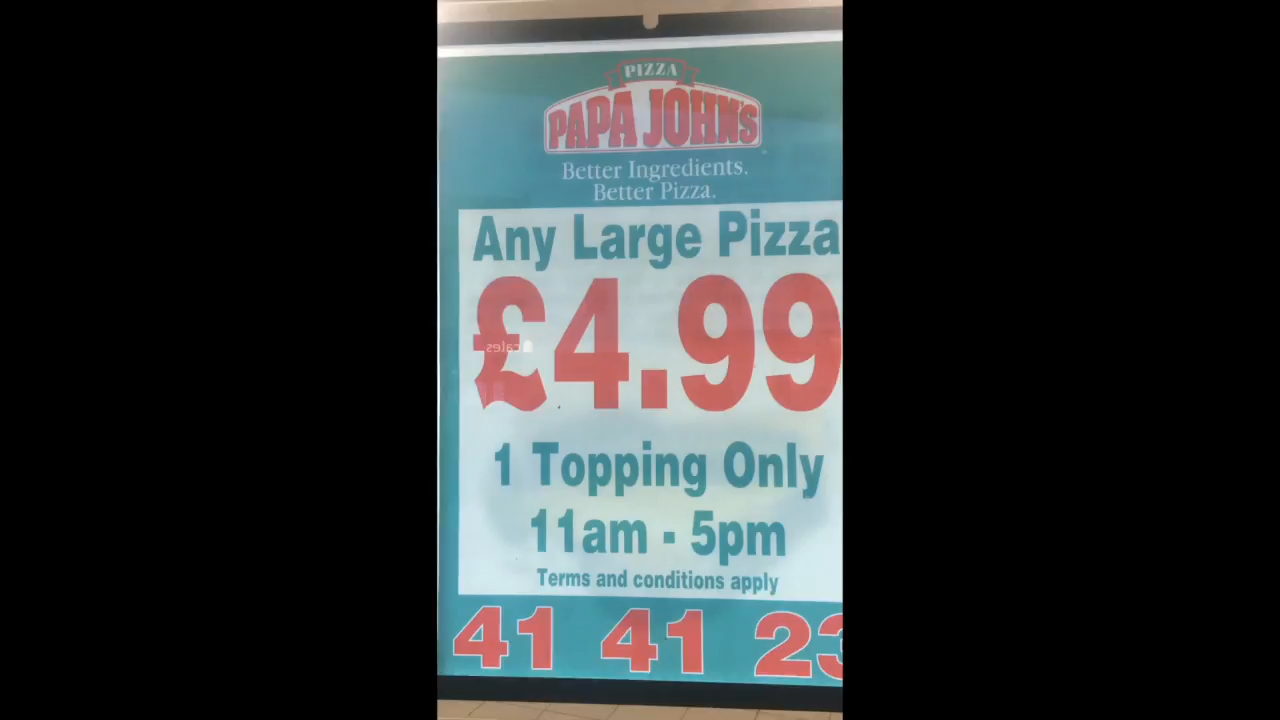 PIZZA
PAPA JOHN'S
Better Ingredients.
Better Pizza.
Any Large Pizza
£4.99
1 Topping Only
11am - 5pm
Terms and conditions apply
41 41 23